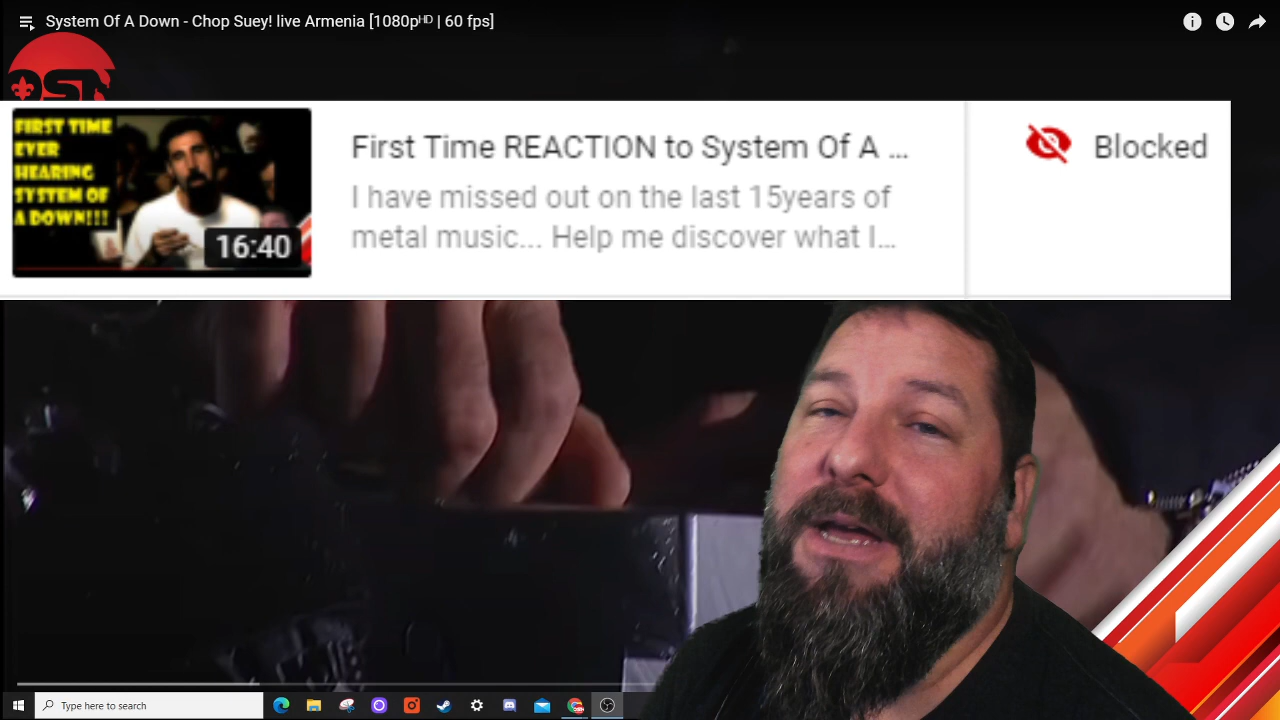 System Of A Down - Chop Suey! live Armenia [1080pᴴᴰ | 60 fps]
OSN
FIRST TIME
EVER
HEARING
SYSTEM OF
A DOWN!!!
16:40
First Time REACTION to System Of A ...
I have missed out on the last 15years of
metal music... Help me discover what I...
Blocked
Type here to search